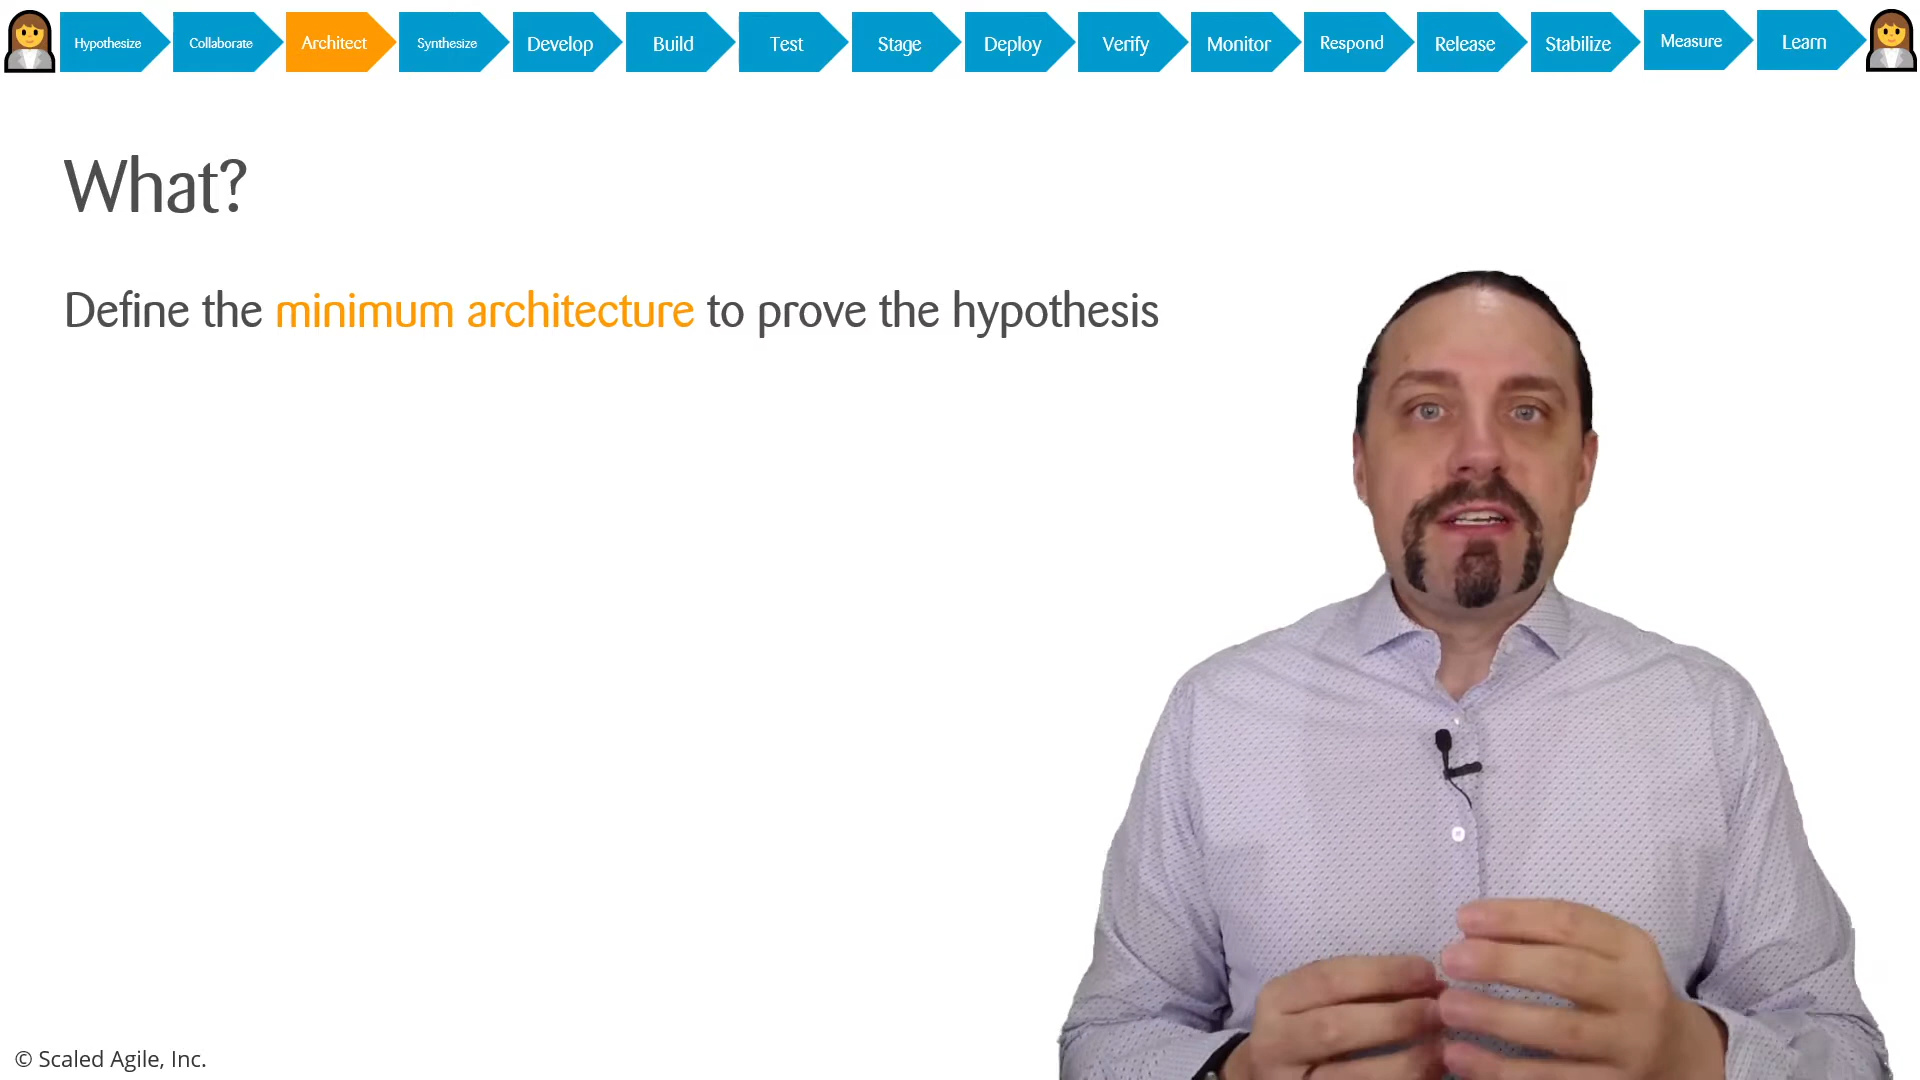 Hypothesize Collaborate Architect Synthesize Develop Build Test Stage Deploy Verify Monitor Respond Release Stabilize Measure Learn
What?
Define the minimum architecture to prove the hypothesis
© Scaled Agile, Inc.